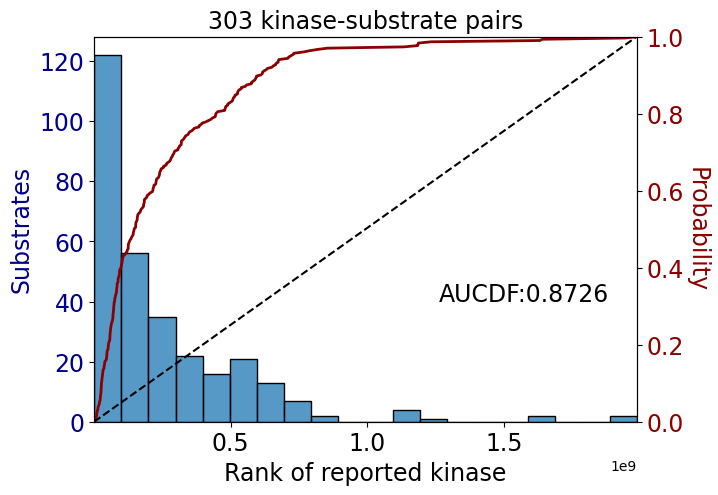 303 kinase-substrate pairs
120
100
80
60
40
20
0
Substrates
1.0
0.8
0.6
0.4
0.2
0.0
Probability
AUCDF:0.8726
0.5 1.0 1.5
1e9
Rank of reported kinase